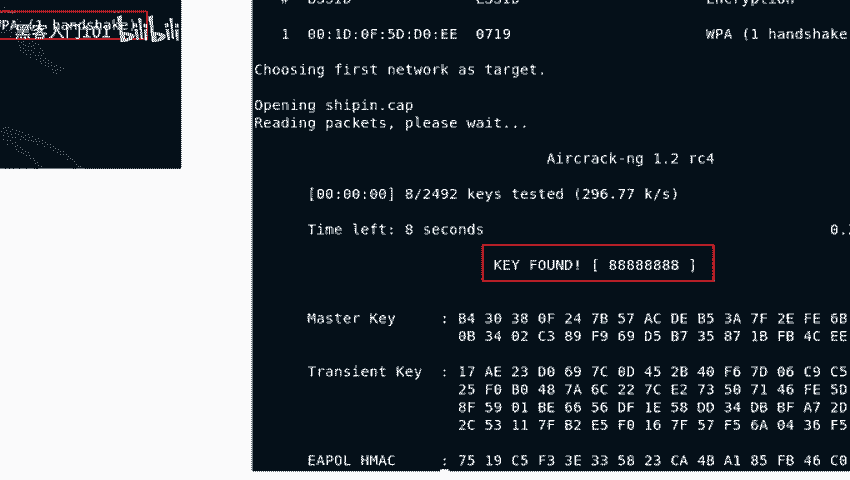 WPA (1 handshake
黑客入门101 bilibili
# BSSID ESSID Encryption
1 00:1D:0F:5D:D0:EE 0719 WPA (1 handshake
Choosing first network as target.
Opening shipin.cap
Reading packets, please wait...
Aircrack-ng 1.2 rc4
[00:00:00] 8/2492 keys tested (296.77 k/s)
Time left: 8 seconds 0.
KEY FOUND! [ 88888888 ]
Master Key : B4 30 38 0F 24 7B 57 AC DE B5 3A 7F 2E FE 6B
0B 34 02 C3 89 F9 69 D5 B7 35 87 1B FB 4C EE
Transient Key : 17 AE 23 D0 69 7C 0D 45 2B 40 F6 7D 06 C9 C5
25 F0 B0 48 7A 6C 22 7C E2 73 50 71 46 FE 5D
8F 59 01 BE 66 56 DF 1E 58 DD 34 DB BF A7 2D
2C 53 11 7F B2 E5 F0 16 7F 57 F5 6A 04 36 F5
EAPOL HMAC : 75 19 C5 F3 3E 33 58 23 CA 4B A1 85 FB 46 C0